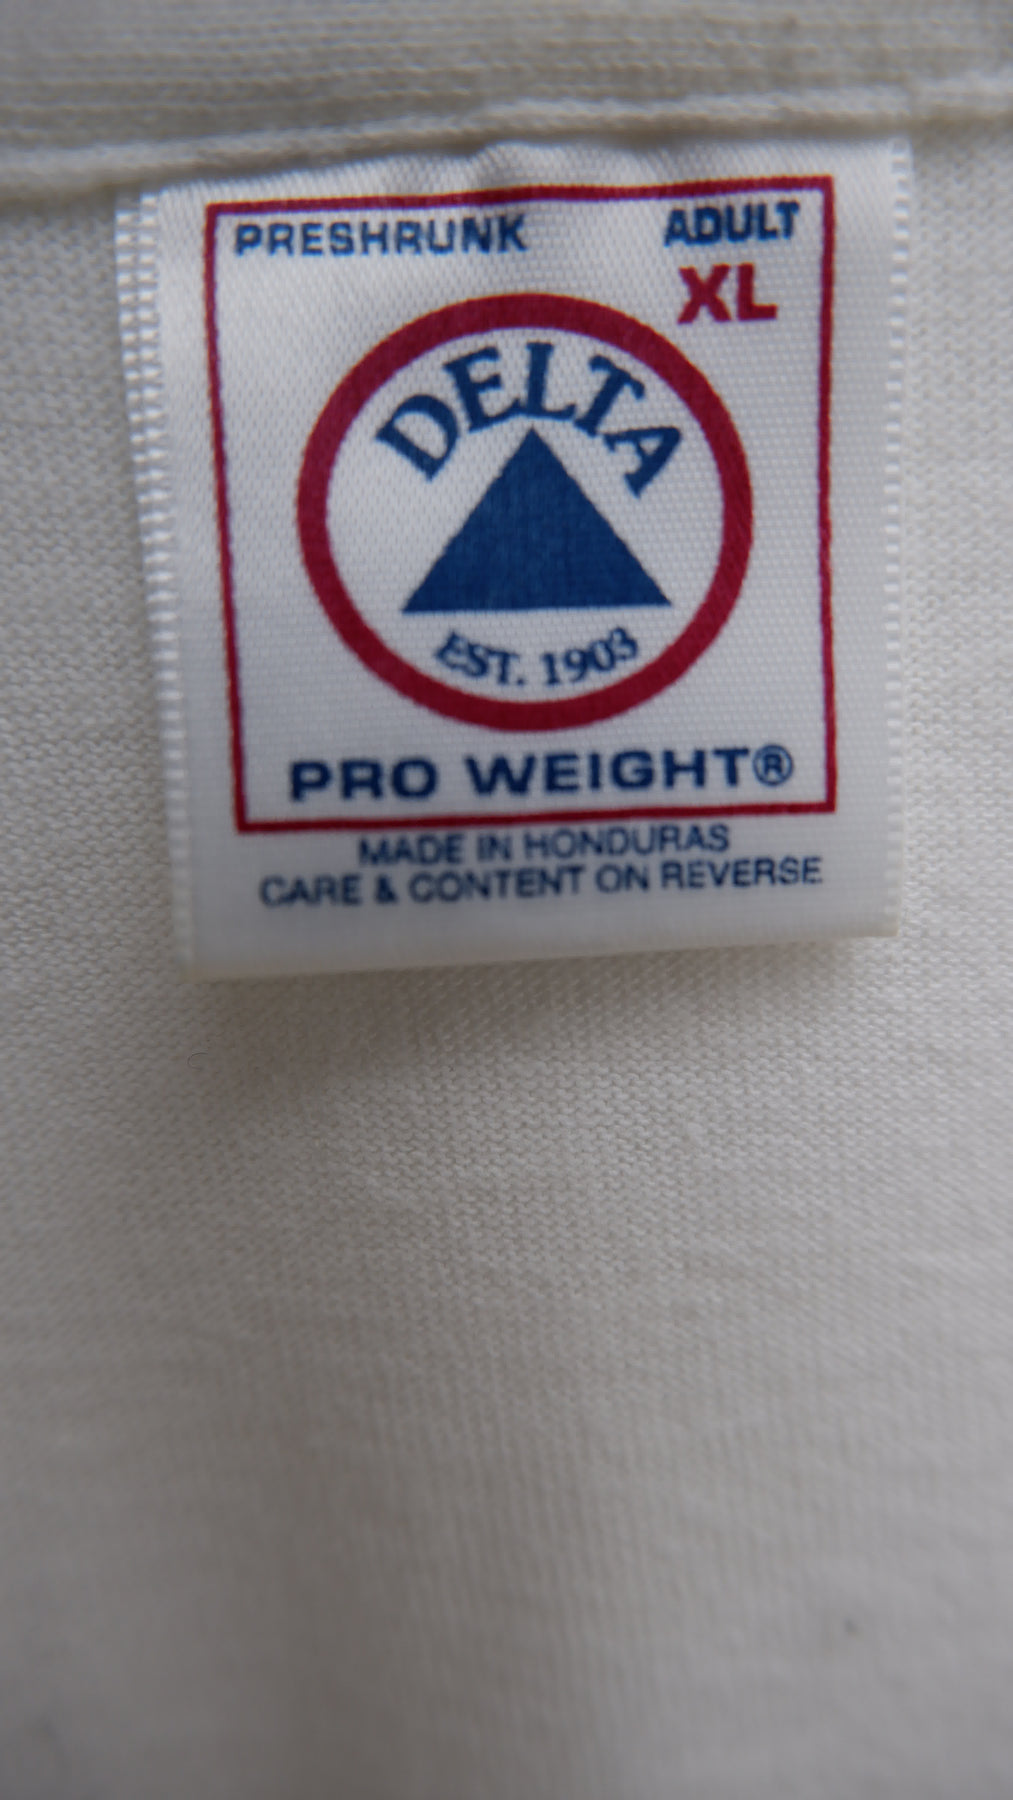 PRESHRUNK
ADULT
XL
DELTA
EST. 1903
PRO WEIGHT®
MADE IN HONDURAS
CARE & CONTENT ON REVERSE